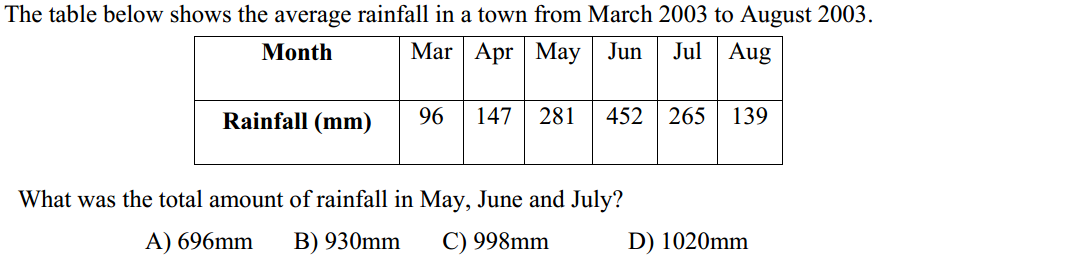 The table below shows the average rainfall in a town from March 2003 to August 2003.
Month Mar Apr May Jun Jul Aug
Rainfall (mm) 96 147 281 452 265 139
What was the total amount of rainfall in May, June and July?
A) 696mm B) 930mm C) 998mm D) 1020mm